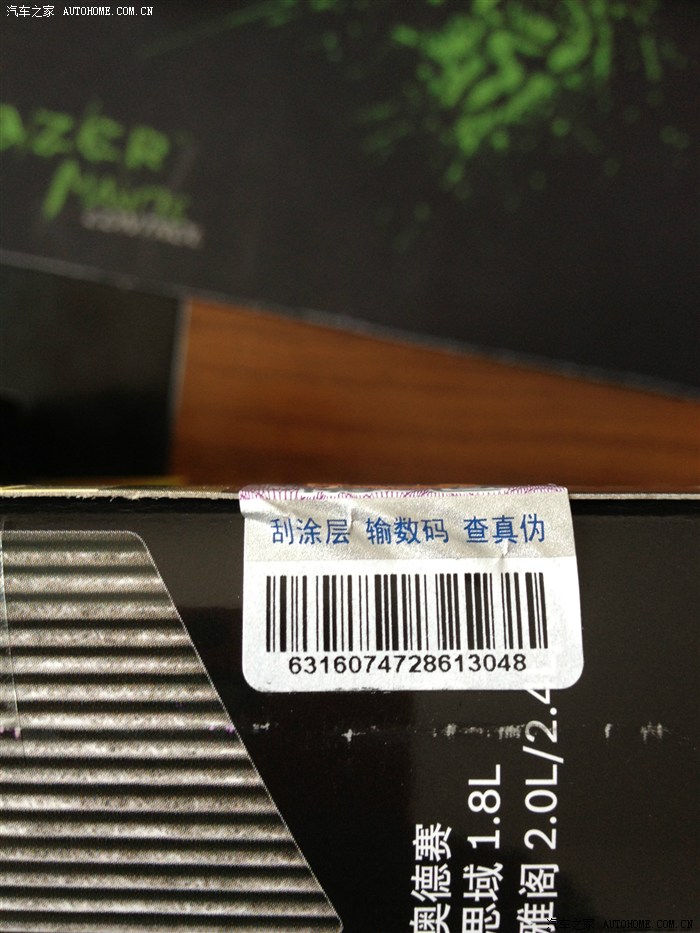 汽车之家 AUTOHOME.COM.CN
AZER
刮涂层 输数码 查真伪
6316074728613048
奥德赛
思域 1.8L
雅阁 2.0L/2.4
汽车之家 AUTOHOME.COM.CN